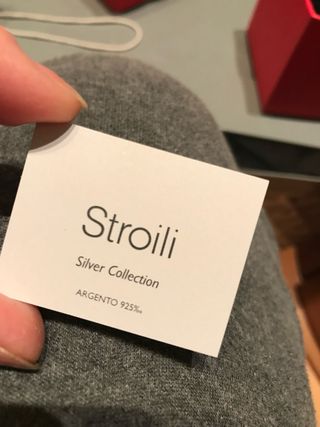 Stroili
Silver Collection
ARGENTO 925‰